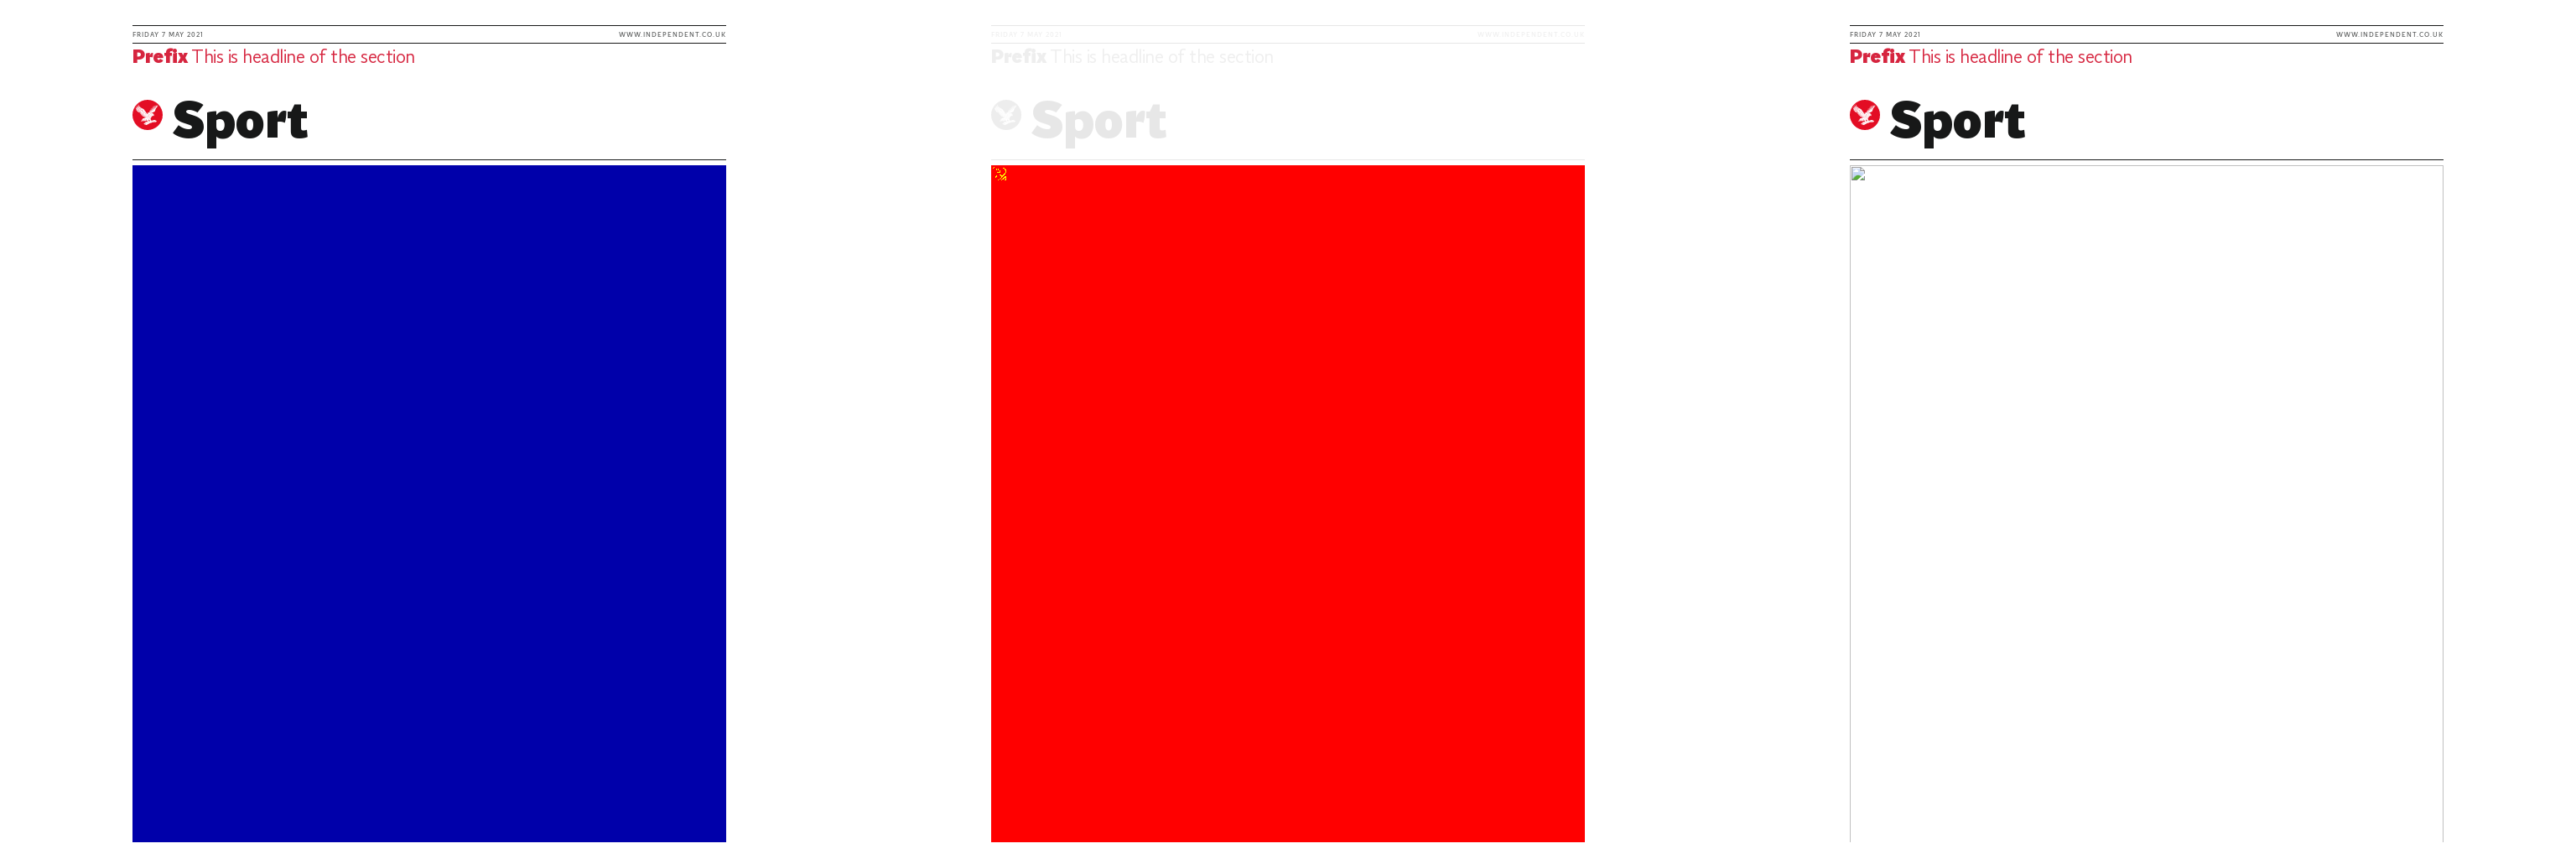 FRIDAY 7 MAY 2021
WWW.INDEPENDENT.CO.UK
Prefix This is headline of the section
Sport
FRIDAY 7 MAY 2021
WWW.INDEPENDENT.CO.UK
Prefix This is headline of the section
Sport
FRIDAY 7 MAY 2021
WWW.INDEPENDENT.CO.UK
Prefix This is headline of the section
Sport